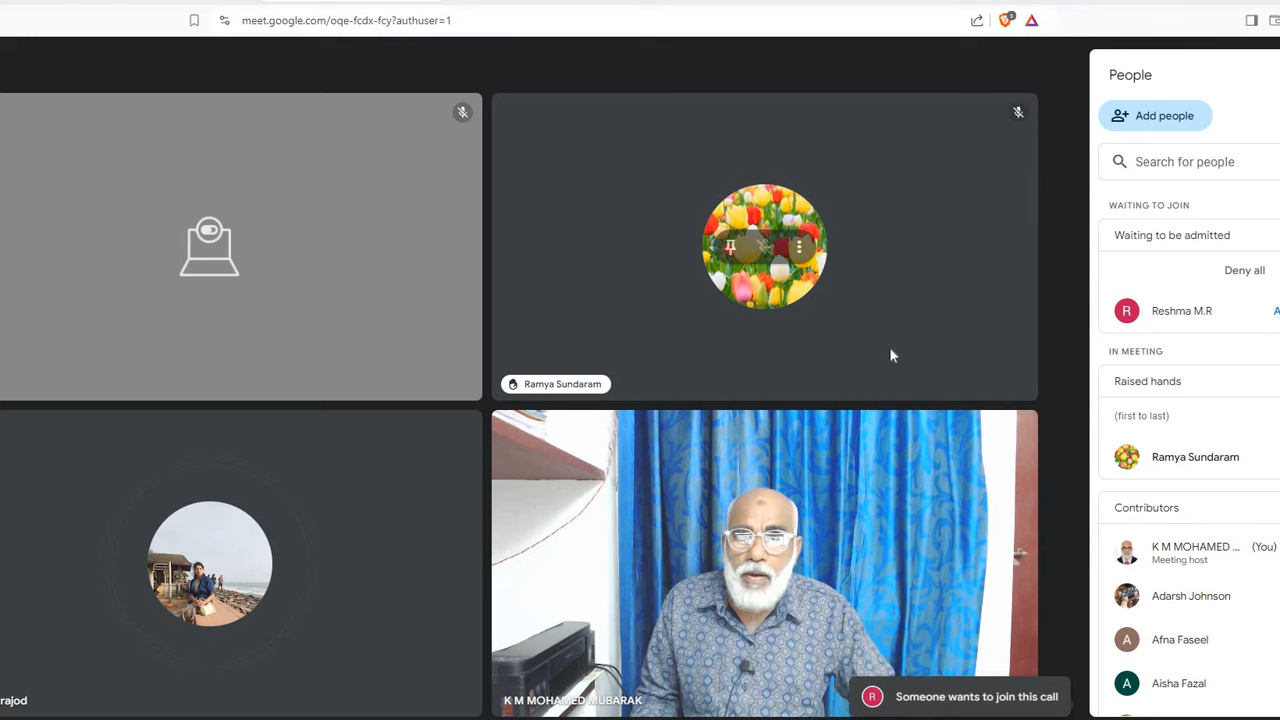 meet.google.com/oqe-fcdx-fcy?authuser=1
People
Add people
Search for people
WAITING TO JOIN
Waiting to be admitted
Deny all
R
Reshma M.R
A
IN MEETING
Raised hands
(first to last)
Ramya Sundaram
Contributors
K M MOHAMED ... (You)
Meeting host
Adarsh Johnson
A
Afna Faseel
A
Aisha Fazal
Ramya Sundaram
rajod
K M MOHAMED MUBARAK
R
Someone wants to join this call